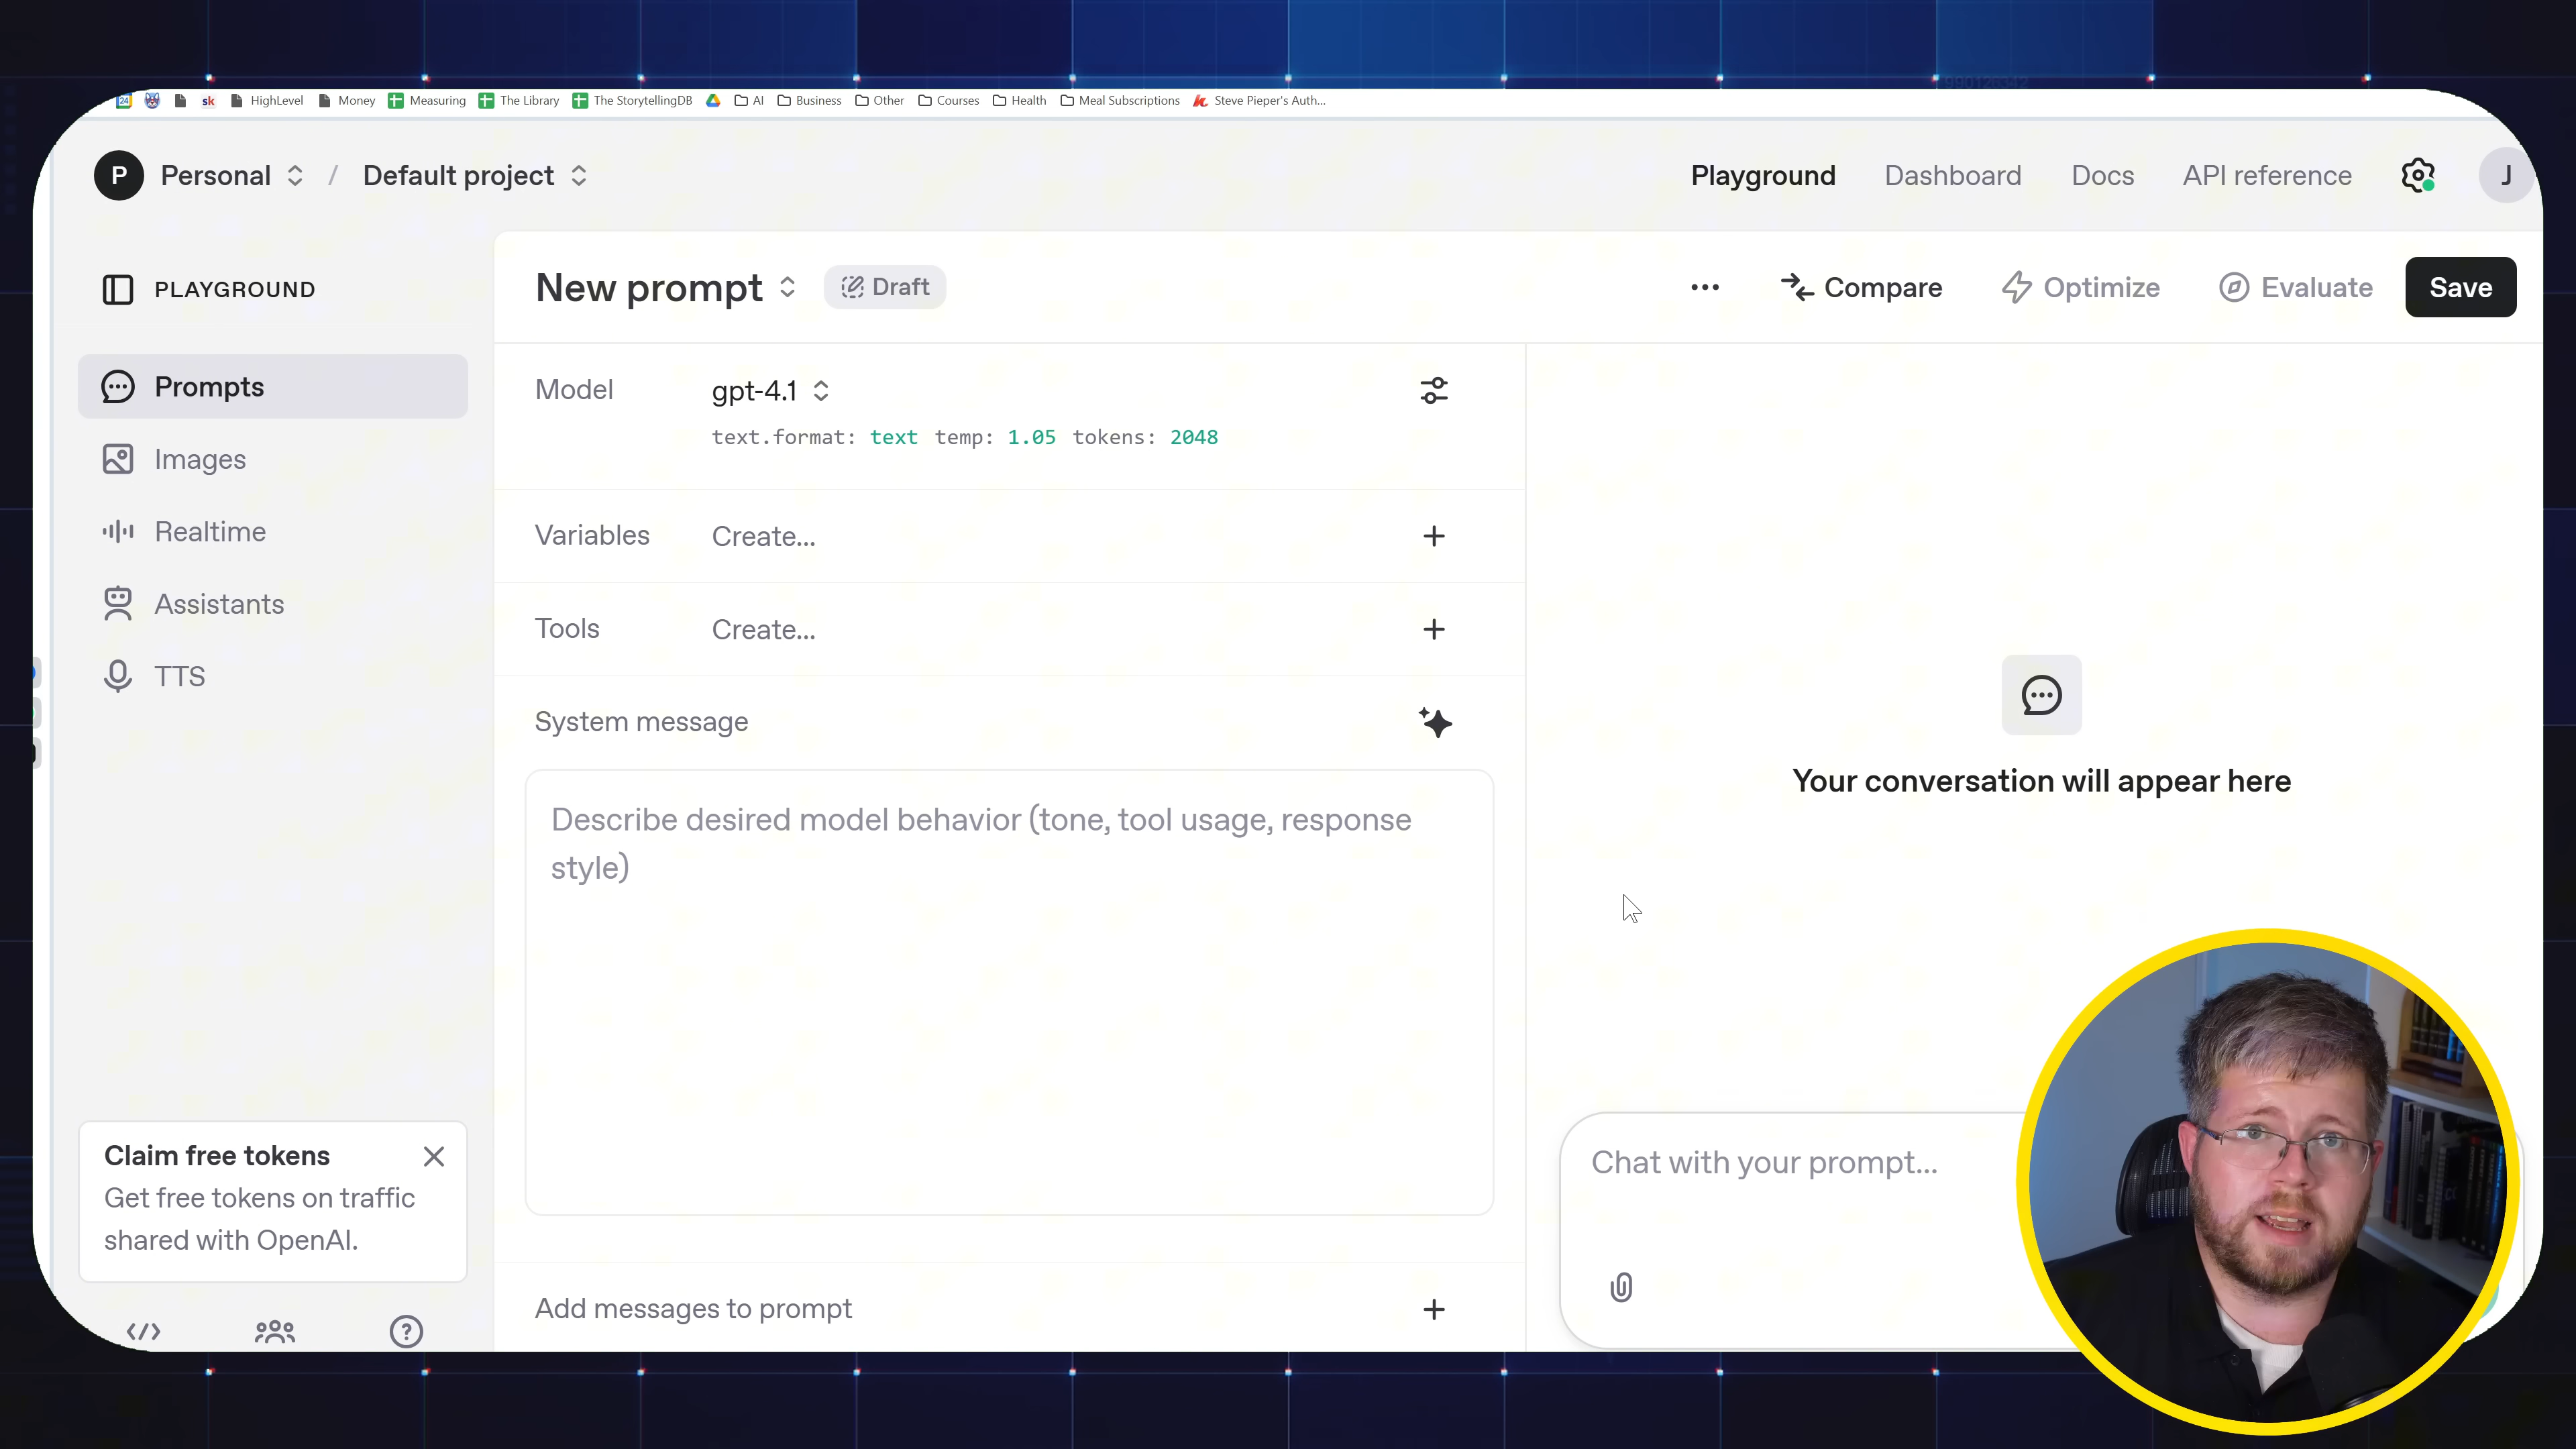 24 sk HighLevel Money Measuring The Library The StorytellingDB AI Business Other Courses Health Meal Subscriptions Steve Pieper's Auth...
P Personal / Default project Playground Dashboard Docs API reference J
PLAYGROUND
New prompt Draft ... Compare Optimize Evaluate Save
Prompts
Images
Realtime
Assistants
TTS
Model gpt-4.1
text.format: text temp: 1.05 tokens: 2048
Variables Create...
Tools Create...
System message
Describe desired model behavior (tone, tool usage, response
style)
Add messages to prompt
Your conversation will appear here
Chat with your prompt...
Claim free tokens
Get free tokens on traffic
shared with OpenAI.